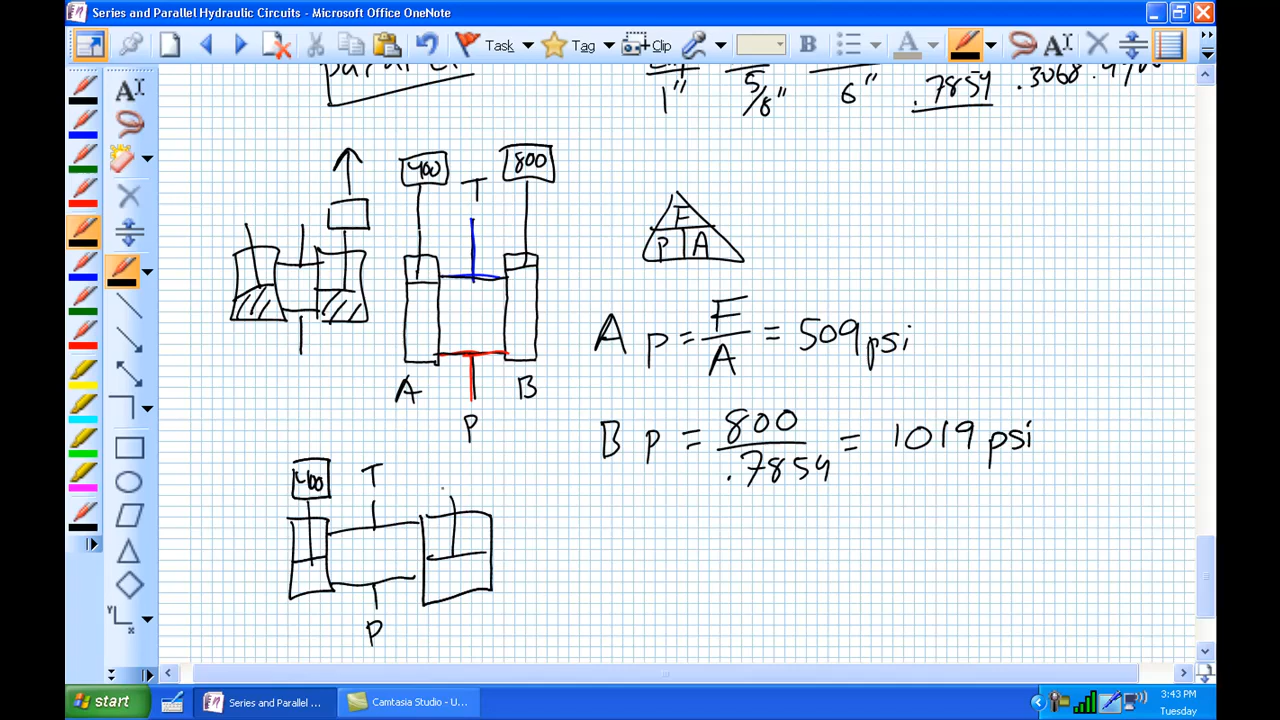 Series and Parallel Hydraulic Circuits - Microsoft Office OneNote
Task Tag Clip B A A
parallel
1" 5/8" 6" .7854 .3068
400 T 800
F
P A
A p = F/A = 509 psi
A B
P
B p = 800/.7854 = 1019 psi
400 T
P
start Series and Parallel ... Camtasia Studio - U... 3:43 PM
Tuesday